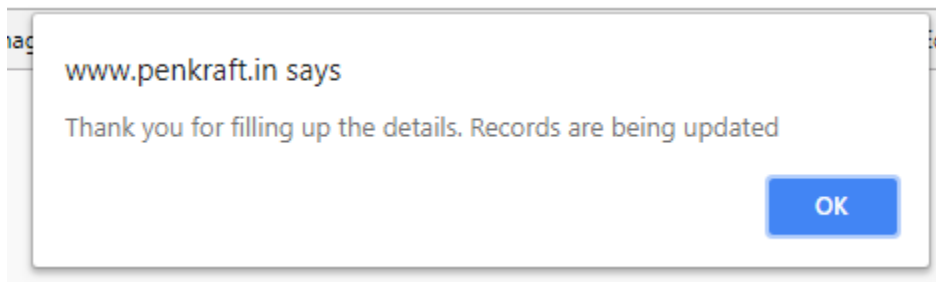 www.penkraft.in says
Thank you for filling up the details. Records are being updated
OK